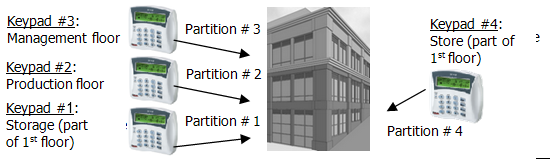 Keypad #3:
Management floor
Partition # 3
Keypad #2:
Production floor
Partition # 2
Keypad #1:
Storage (part
of 1st floor)
Partition # 1
Keypad #4:
Store (part of
1st floor)
Partition # 4
e
e